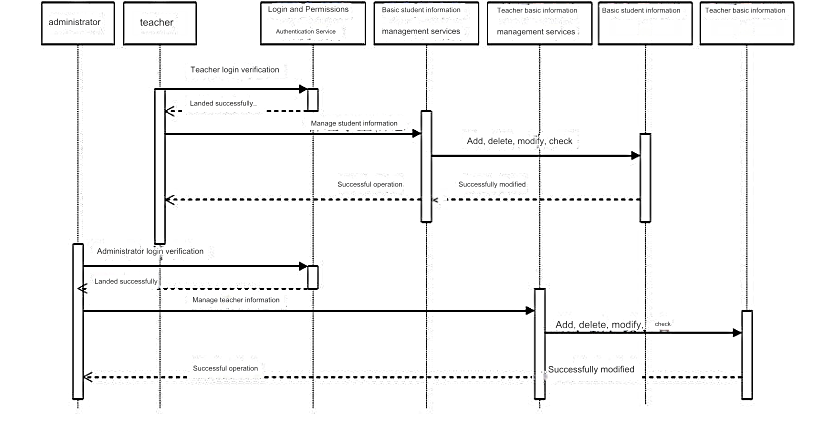 administrator
teacher
Login and Permissions
Authentication Service
Basic student information
management services
Teacher basic information
management services
Basic student information
Teacher basic information
Teacher login verification
Landed successfully..
Manage student information
Add, delete, modify, check
Successful operation
Successfully modified
Administrator login verification
Landed successfully
Manage teacher information
Add, delete, modify, check
Successful operation
Successfully modified